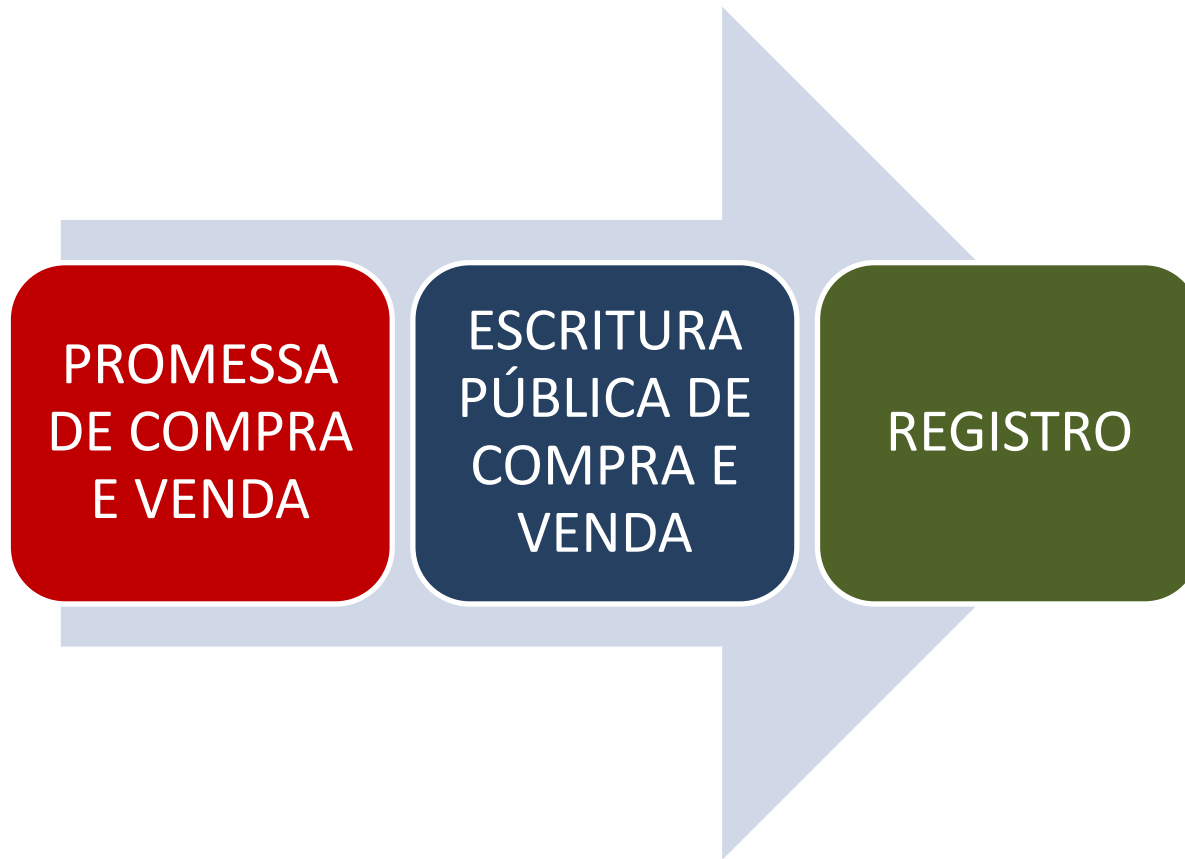 PROMESSA
DE COMPRA
E VENDA
ESCRITURA
PÚBLICA DE
COMPRA E
VENDA
REGISTRO